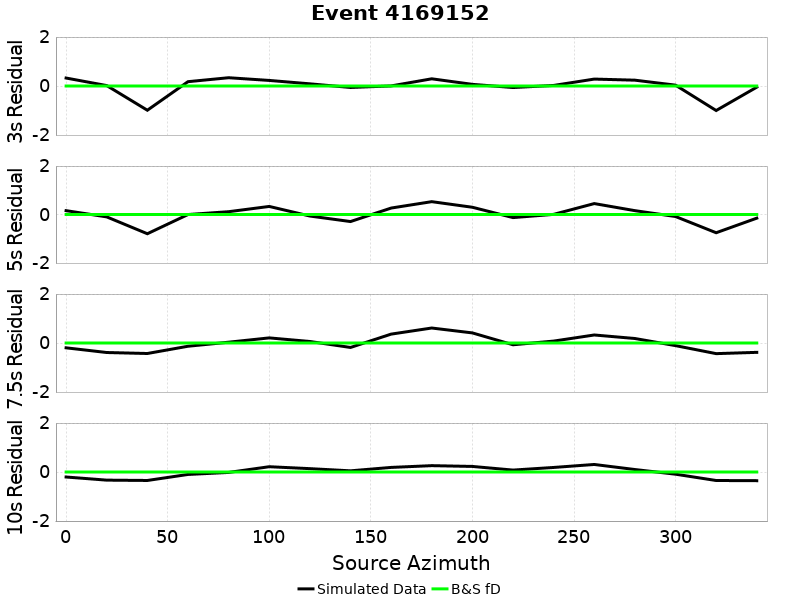 Event 4169152
3s Residual
2
0
-2
5s Residual
2
0
-2
7.5s Residual
2
0
-2
10s Residual
2
0
-2
0 50 100 150 200 250 300
Source Azimuth
Simulated Data B&S fD